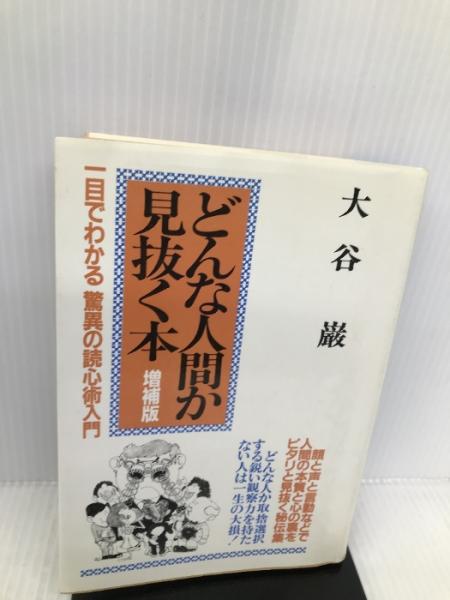 大谷 巌
どんな人間か
見抜く本
増補版
一目でわかる 驚異の読心術入門
顔と声と言動などで
人間の本質と心の裏を
ピタリと見抜く秘伝集
どんな人か取捨選択
する鋭い観察力を持た
ない人は一生の大損!